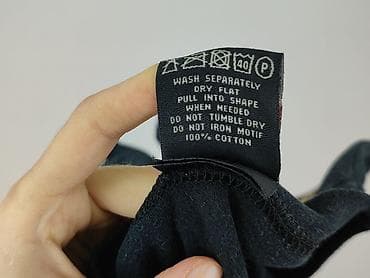 40 P
WASH SEPARATELY
DRY FLAT
PULL INTO SHAPE
WHEN NEEDED
DO NOT TUMBLE DRY
DO NOT IRON MOTIF
100% COTTON